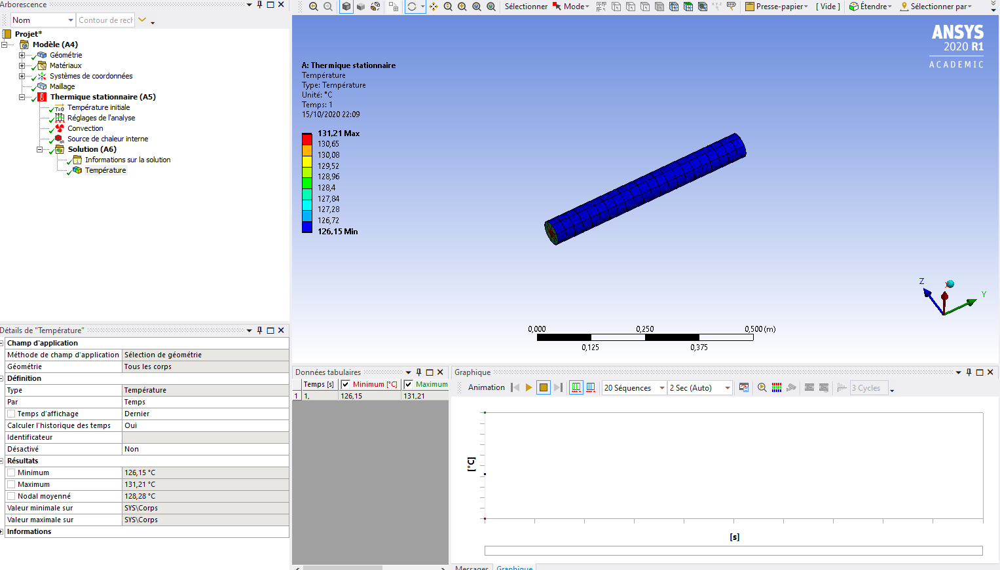 Arborescence
Nom
Contour de rech
Projet*
Modèle (A4)
Géométrie
Matériaux
Systèmes de coordonnées
Maillage
Thermique stationnaire (A5)
T=0 Température initiale
Réglages de l'analyse
Convection
Source de chaleur interne
Solution (A6)
Informations sur la solution
Température
Détails de "Température"
Champ d'application
Méthode de champ d'application Sélection de géométrie
Géométrie Tous les corps
Définition
Type Température
Par Temps
Temps d'affichage Dernier
Calculer l'historique des temps Oui
Identificateur
Désactivé Non
Résultats
Minimum 126,15 °C
Maximum 131,21 °C
Nodal moyenné 128,28 °C
Valeur minimale sur SYS\Corps
Valeur maximale sur SYS\Corps
Informations
Sélectionner Mode Presse-papier [ Vide ] Étendre Sélectionner par
ANSYS
2020 R1
ACADEMIC
A: Thermique stationnaire
Température
Type: Température
Unité: °C
Temps: 1
15/10/2020 22:09
131,21 Max
130,65
130,08
129,52
128,96
128,4
127,84
127,28
126,72
126,15 Min
Z
Y
0,000 0,250 0,500 (m)
0,125 0,375
Données tabulaires
Temps [s] Minimum [°C] Maximum
1 1, 126,15 131,21
Graphique
Animation 20 Séquences 2 Sec (Auto) 3 Cycles
[°C]
[s]
Messages Graphique